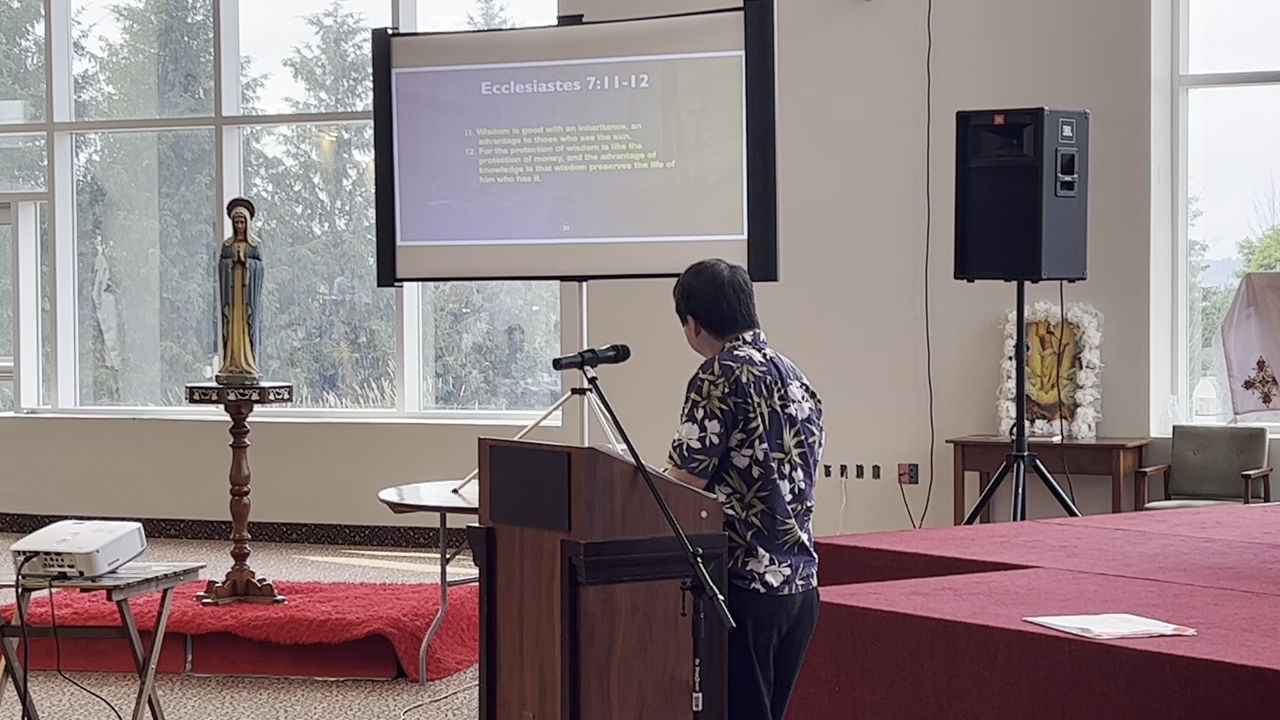 Ecclesiastes 7:11-12
11. Wisdom is good with an inheritance, an
advantage to those who see the sun.
12. For the protection of wisdom is like the
protection of money, and the advantage of
knowledge is that wisdom preserves the life of
him who has it.
JBL
JBL